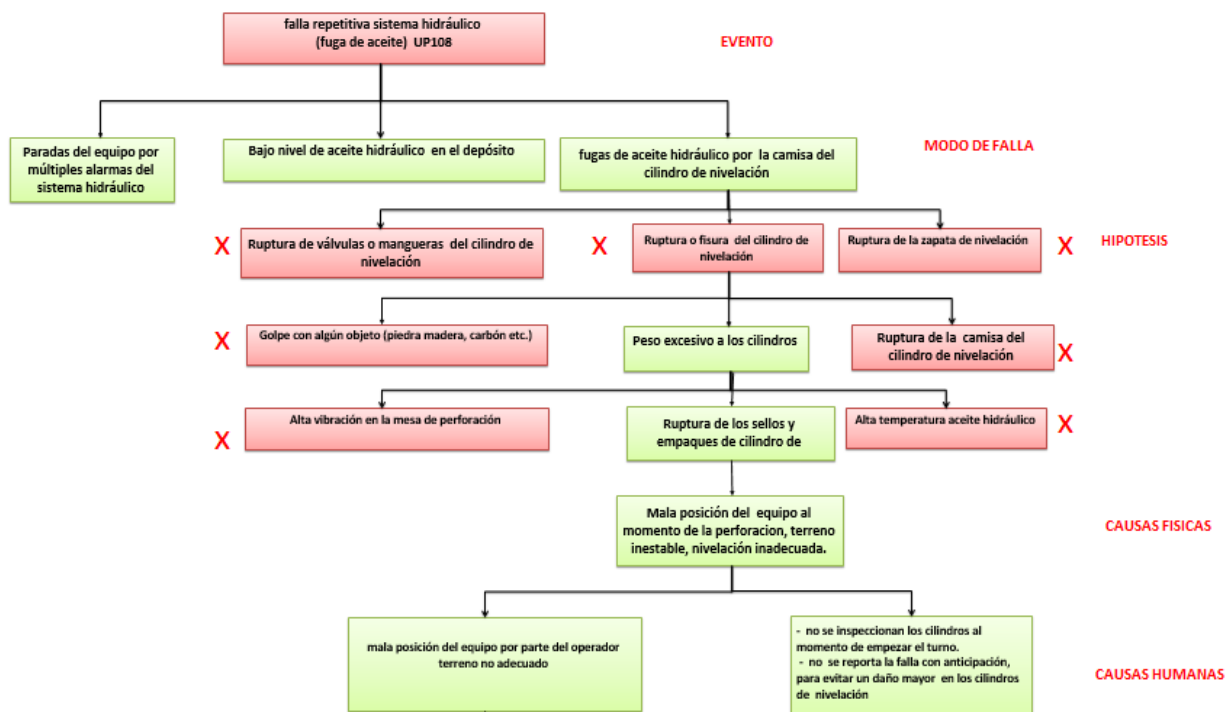 falla repetitiva sistema hidráulico
(fuga de aceite) UP108
EVENTO
Paradas del equipo por
múltiples alarmas del
sistema hidráulico
Bajo nivel de aceite hidráulico en el depósito
fugas de aceite hidráulico por la camisa del
cilindro de nivelación
MODO DE FALLA
X
Ruptura de válvulas o mangueras del cilindro de
nivelación
X
Ruptura o fisura del cilindro de
nivelación
Ruptura de la zapata de nivelación
X
HIPOTESIS
X
Golpe con algún objeto (piedra madera, carbón etc.)
Peso excesivo a los cilindros
Ruptura de la camisa del
cilindro de nivelación
X
X
Alta vibración en la mesa de perforación
Ruptura de los sellos y
empaques de cilindro de
Alta temperatura aceite hidráulico
X
Mala posición del equipo al
momento de la perforacion, terreno
inestable, nivelación inadecuada.
CAUSAS FISICAS
mala posición del equipo por parte del operador
terreno no adecuado
- no se inspeccionan los cilindros al
momento de empezar el turno.
- no se reporta la falla con anticipación,
para evitar un daño mayor en los cilindros
de nivelación
CAUSAS HUMANAS